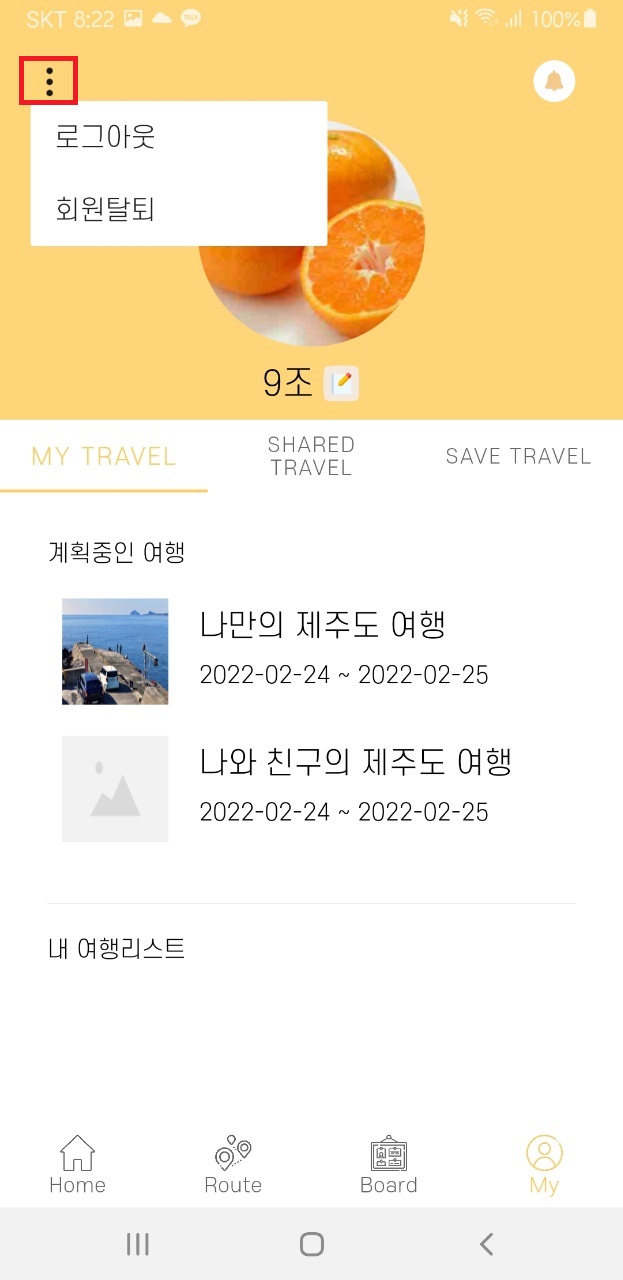 SKT 8:22 100%
로그아웃
회원탈퇴
9조
MY TRAVEL
SHARED
TRAVEL
SAVE TRAVEL
계획중인 여행
나만의 제주도 여행
2022-02-24 ~ 2022-02-25
나와 친구의 제주도 여행
2022-02-24 ~ 2022-02-25
내 여행리스트
Home Route Board My